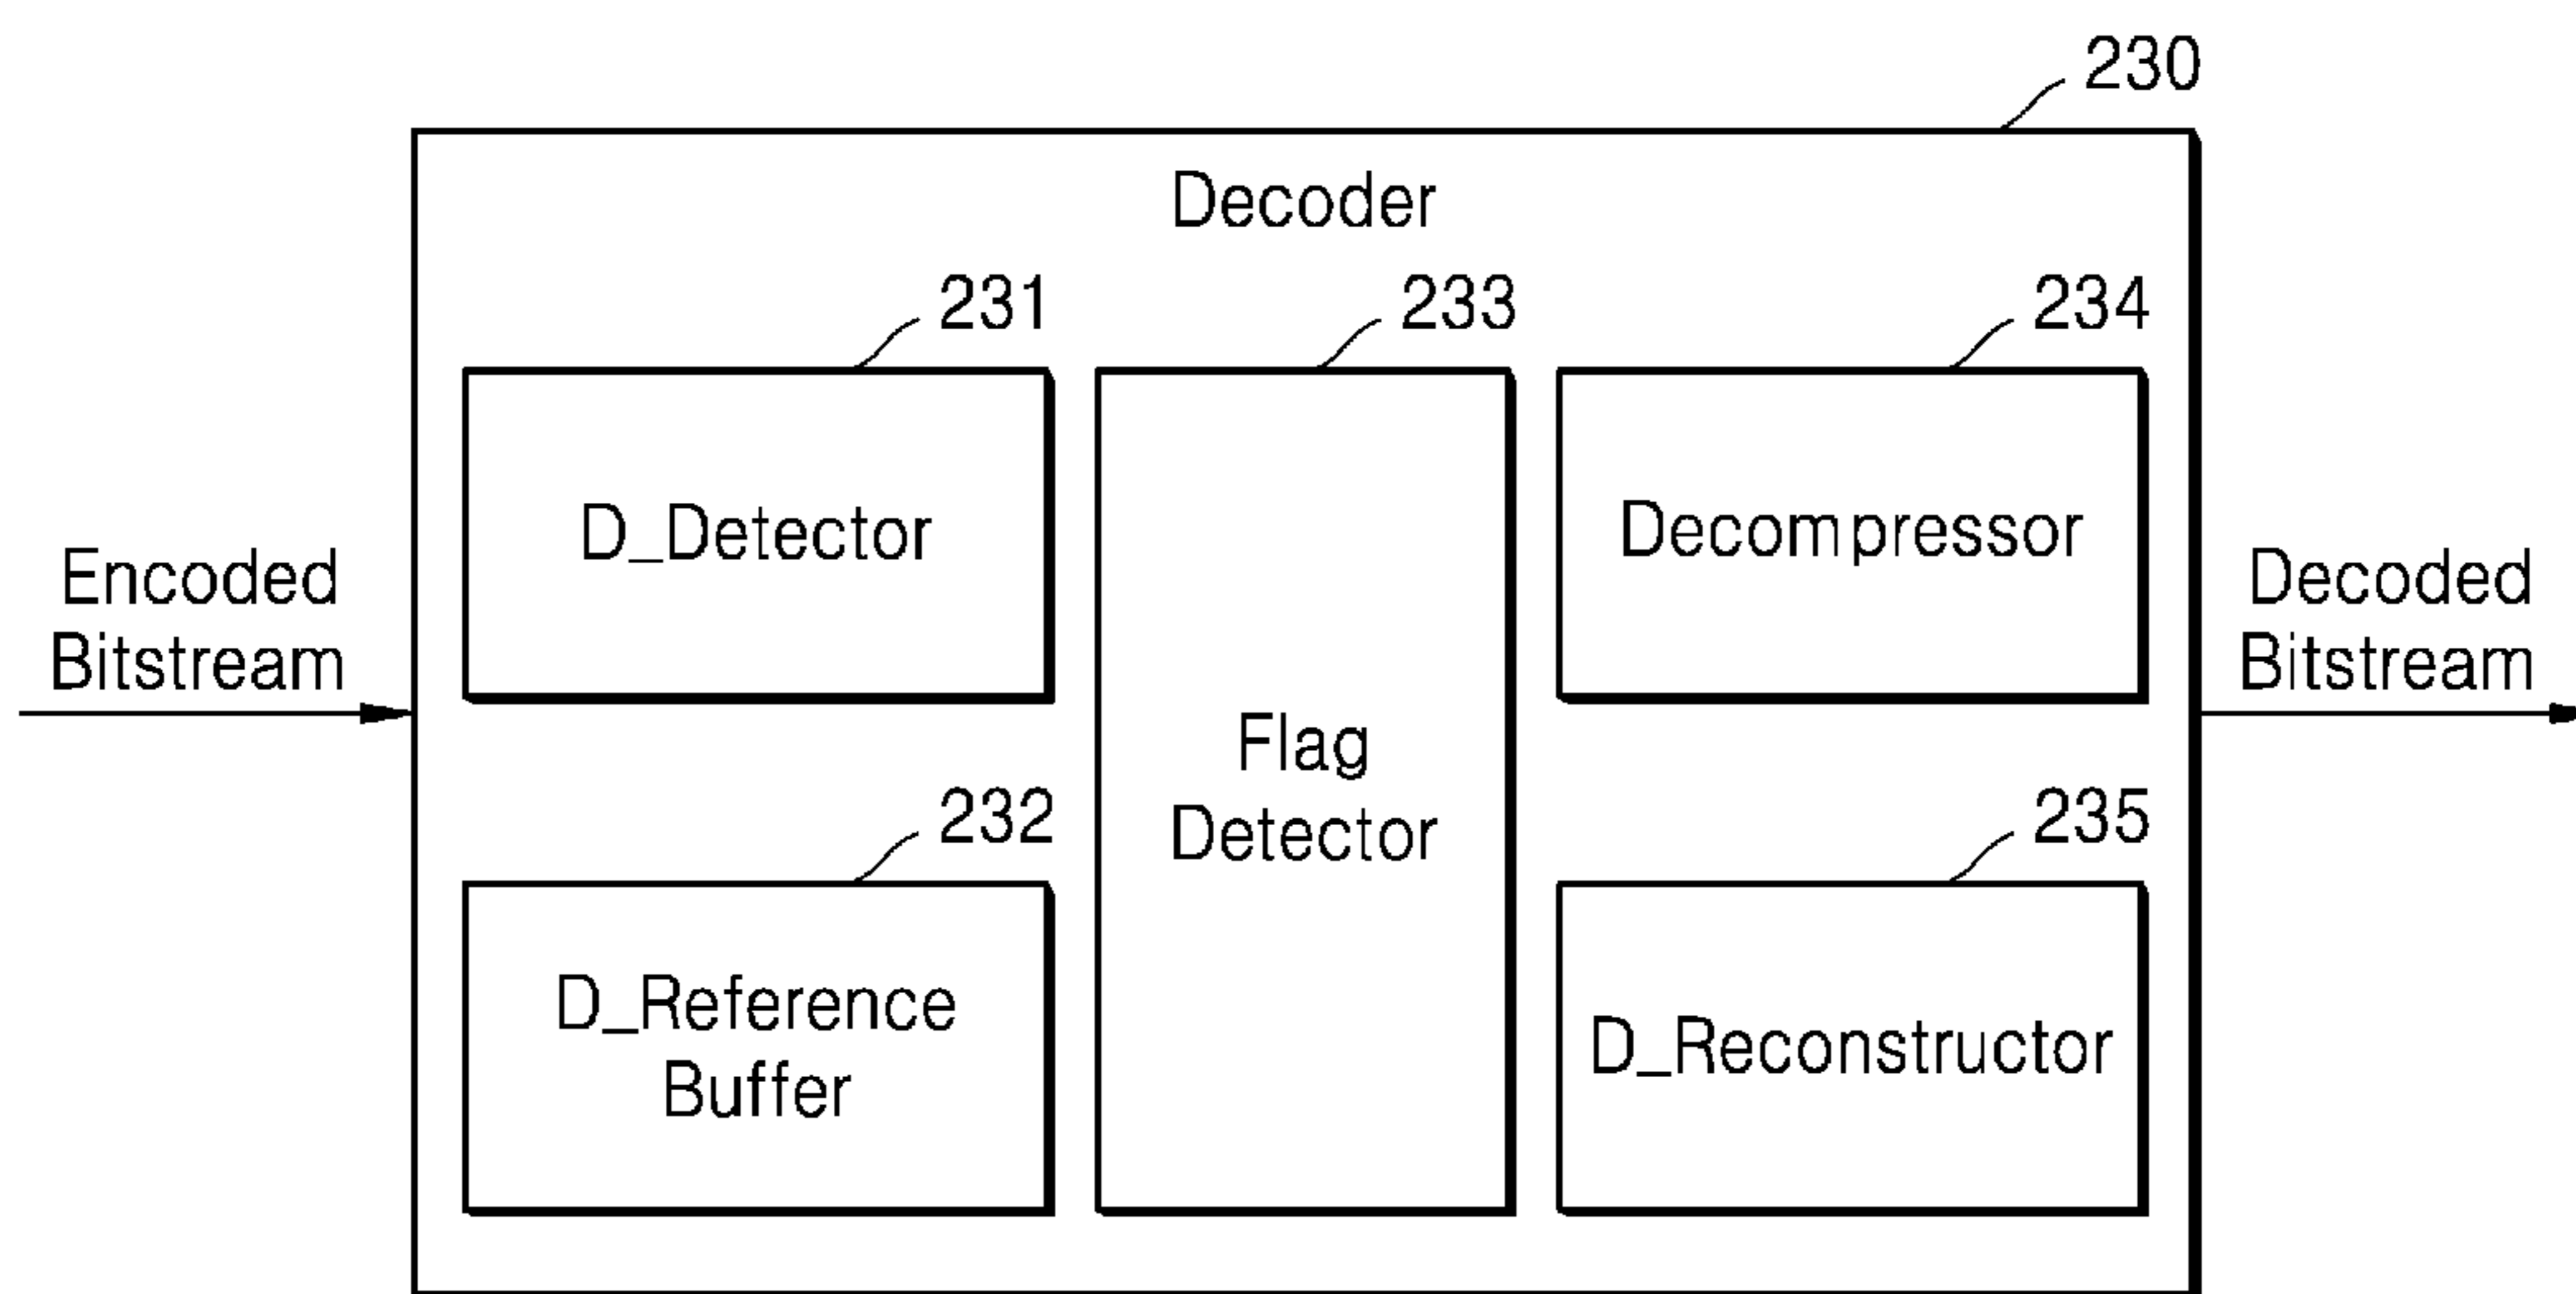 230
Decoder
231
233
234
D_Detector
Decompressor
Encoded
Bitstream
Decoded
Bitstream
Flag
Detector
232
235
D_Reference
Buffer
D_Reconstructor